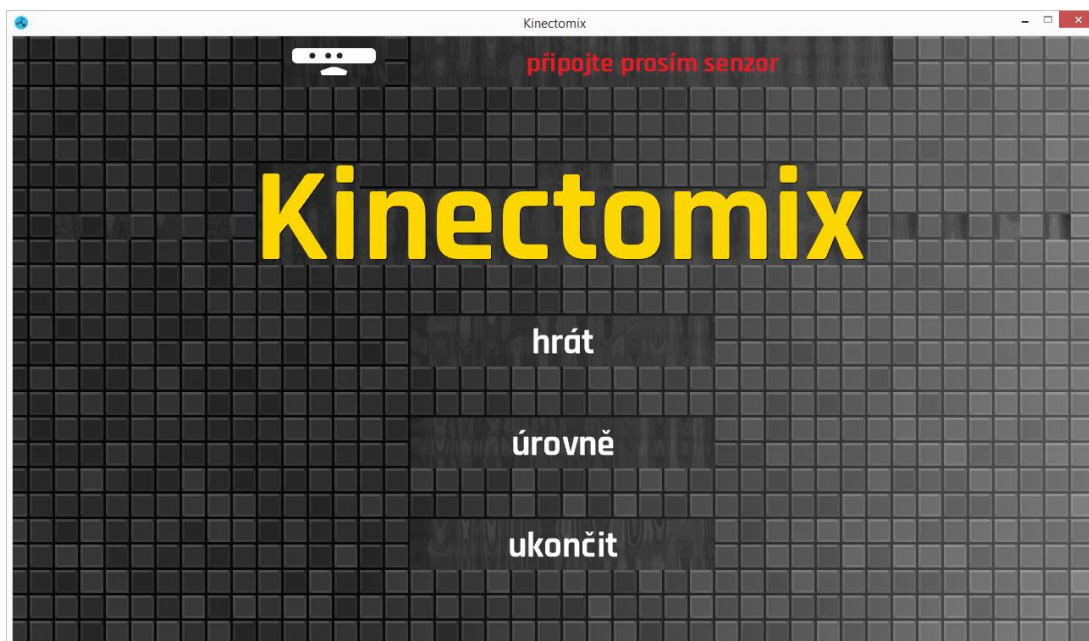 Kinectomix
připojte prosím senzor
Kinectomix
hrát
úrovně
ukončit